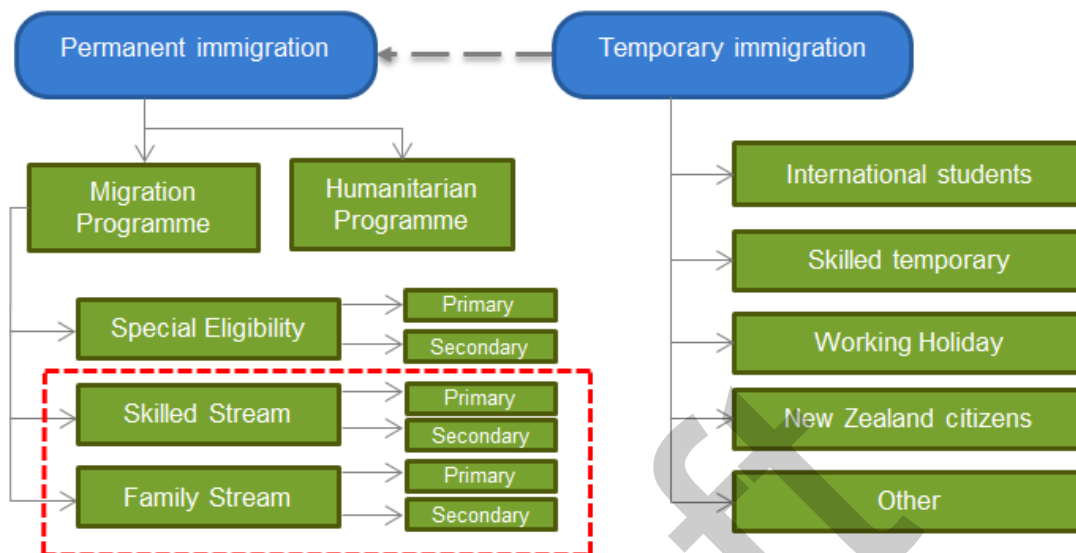 Permanent immigration
Temporary immigration
Migration
Programme
Humanitarian
Programme
Special Eligibility
Primary
Secondary
Skilled Stream
Primary
Secondary
Family Stream
Primary
Secondary
International students
Skilled temporary
Working Holiday
New Zealand citizens
Other
ft